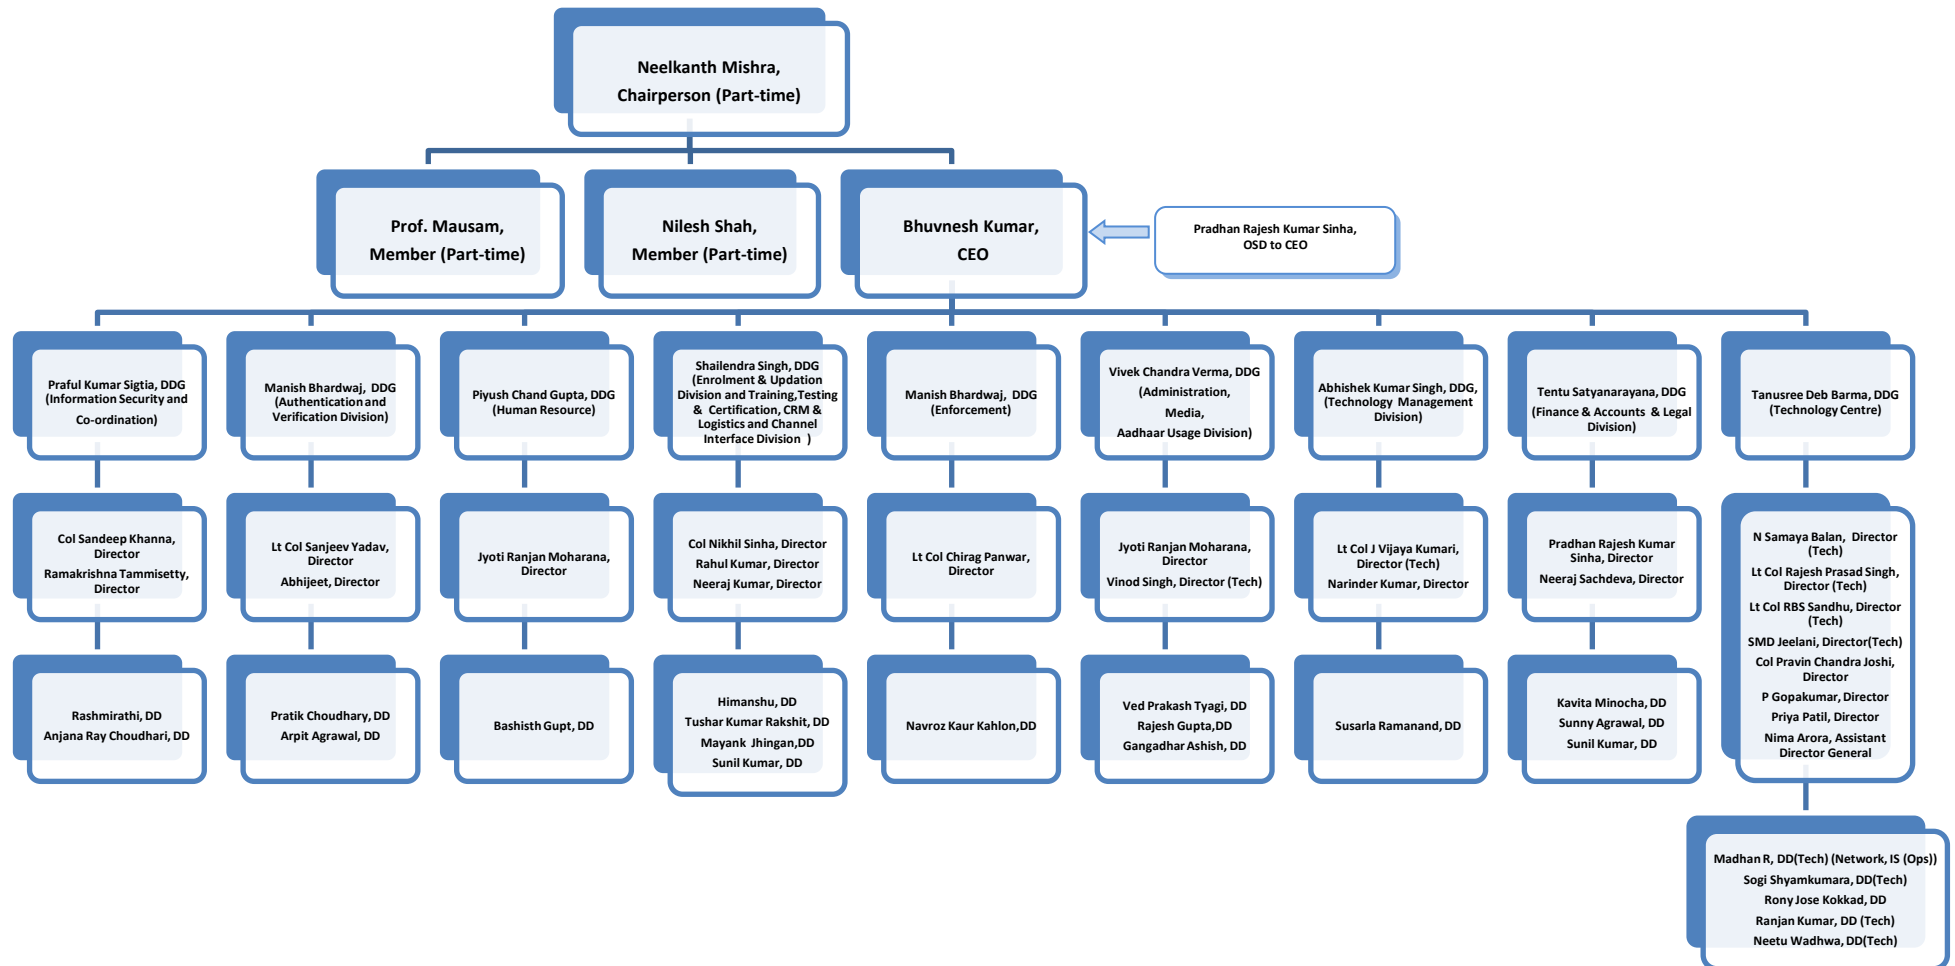 Neelkanth Mishra,
Chairperson (Part-time)
Prof. Mausam,
Member (Part-time)
Nilesh Shah,
Member (Part-time)
Bhuvnesh Kumar,
CEO
Pradhan Rajesh Kumar Sinha,
OSD to CEO
Praful Kumar Sigtia, DDG
(Information Security and
Co-ordination)
Manish Bhardwaj, DDG
(Authentication and
Verification Division)
Piyush Chand Gupta, DDG
(Human Resource)
Shailendra Singh, DDG
(Enrolment & Updation
Division and Training,Testing
& Certification, CRM &
Logistics and Channel
Interface Division )
Manish Bhardwaj, DDG
(Enforcement)
Vivek Chandra Verma, DDG
(Administration,
Media,
Aadhaar Usage Division)
Abhishek Kumar Singh, DDG,
(Technology Management
Division)
Tentu Satyanarayana, DDG
(Finance & Accounts & Legal
Division)
Tanusree Deb Barma, DDG
(Technology Centre)
Col Sandeep Khanna,
Director
Ramakrishna Tammisetty,
Director
Lt Col Sanjeev Yadav,
Director
Abhijeet, Director
Jyoti Ranjan Moharana,
Director
Col Nikhil Sinha, Director
Rahul Kumar, Director
Neeraj Kumar, Director
Lt Col Chirag Panwar,
Director
Jyoti Ranjan Moharana,
Director
Vinod Singh, Director (Tech)
Lt Col J Vijaya Kumari,
Director (Tech)
Narinder Kumar, Director
Pradhan Rajesh Kumar
Sinha, Director
Neeraj Sachdeva, Director
N Samaya Balan, Director
(Tech)
Lt Col Rajesh Prasad Singh,
Director (Tech)
Lt Col RBS Sandhu, Director
(Tech)
SMD Jeelani, Director(Tech)
Col Pravin Chandra Joshi,
Director
P Gopakumar, Director
Priya Patil, Director
Nima Arora, Assistant
Director General
Rashmirathi, DD
Anjana Ray Choudhari, DD
Pratik Choudhary, DD
Arpit Agrawal, DD
Bashisth Gupt, DD
Himanshu, DD
Tushar Kumar Rakshit, DD
Mayank Jhingan,DD
Sunil Kumar, DD
Navroz Kaur Kahlon,DD
Ved Prakash Tyagi, DD
Rajesh Gupta,DD
Gangadhar Ashish, DD
Susarla Ramanand, DD
Kavita Minocha, DD
Sunny Agrawal, DD
Sunil Kumar, DD
Madhan R, DD(Tech) (Network, IS (Ops))
Sogi Shyamkumara, DD(Tech)
Rony Jose Kokkad, DD
Ranjan Kumar, DD (Tech)
Neetu Wadhwa, DD(Tech)